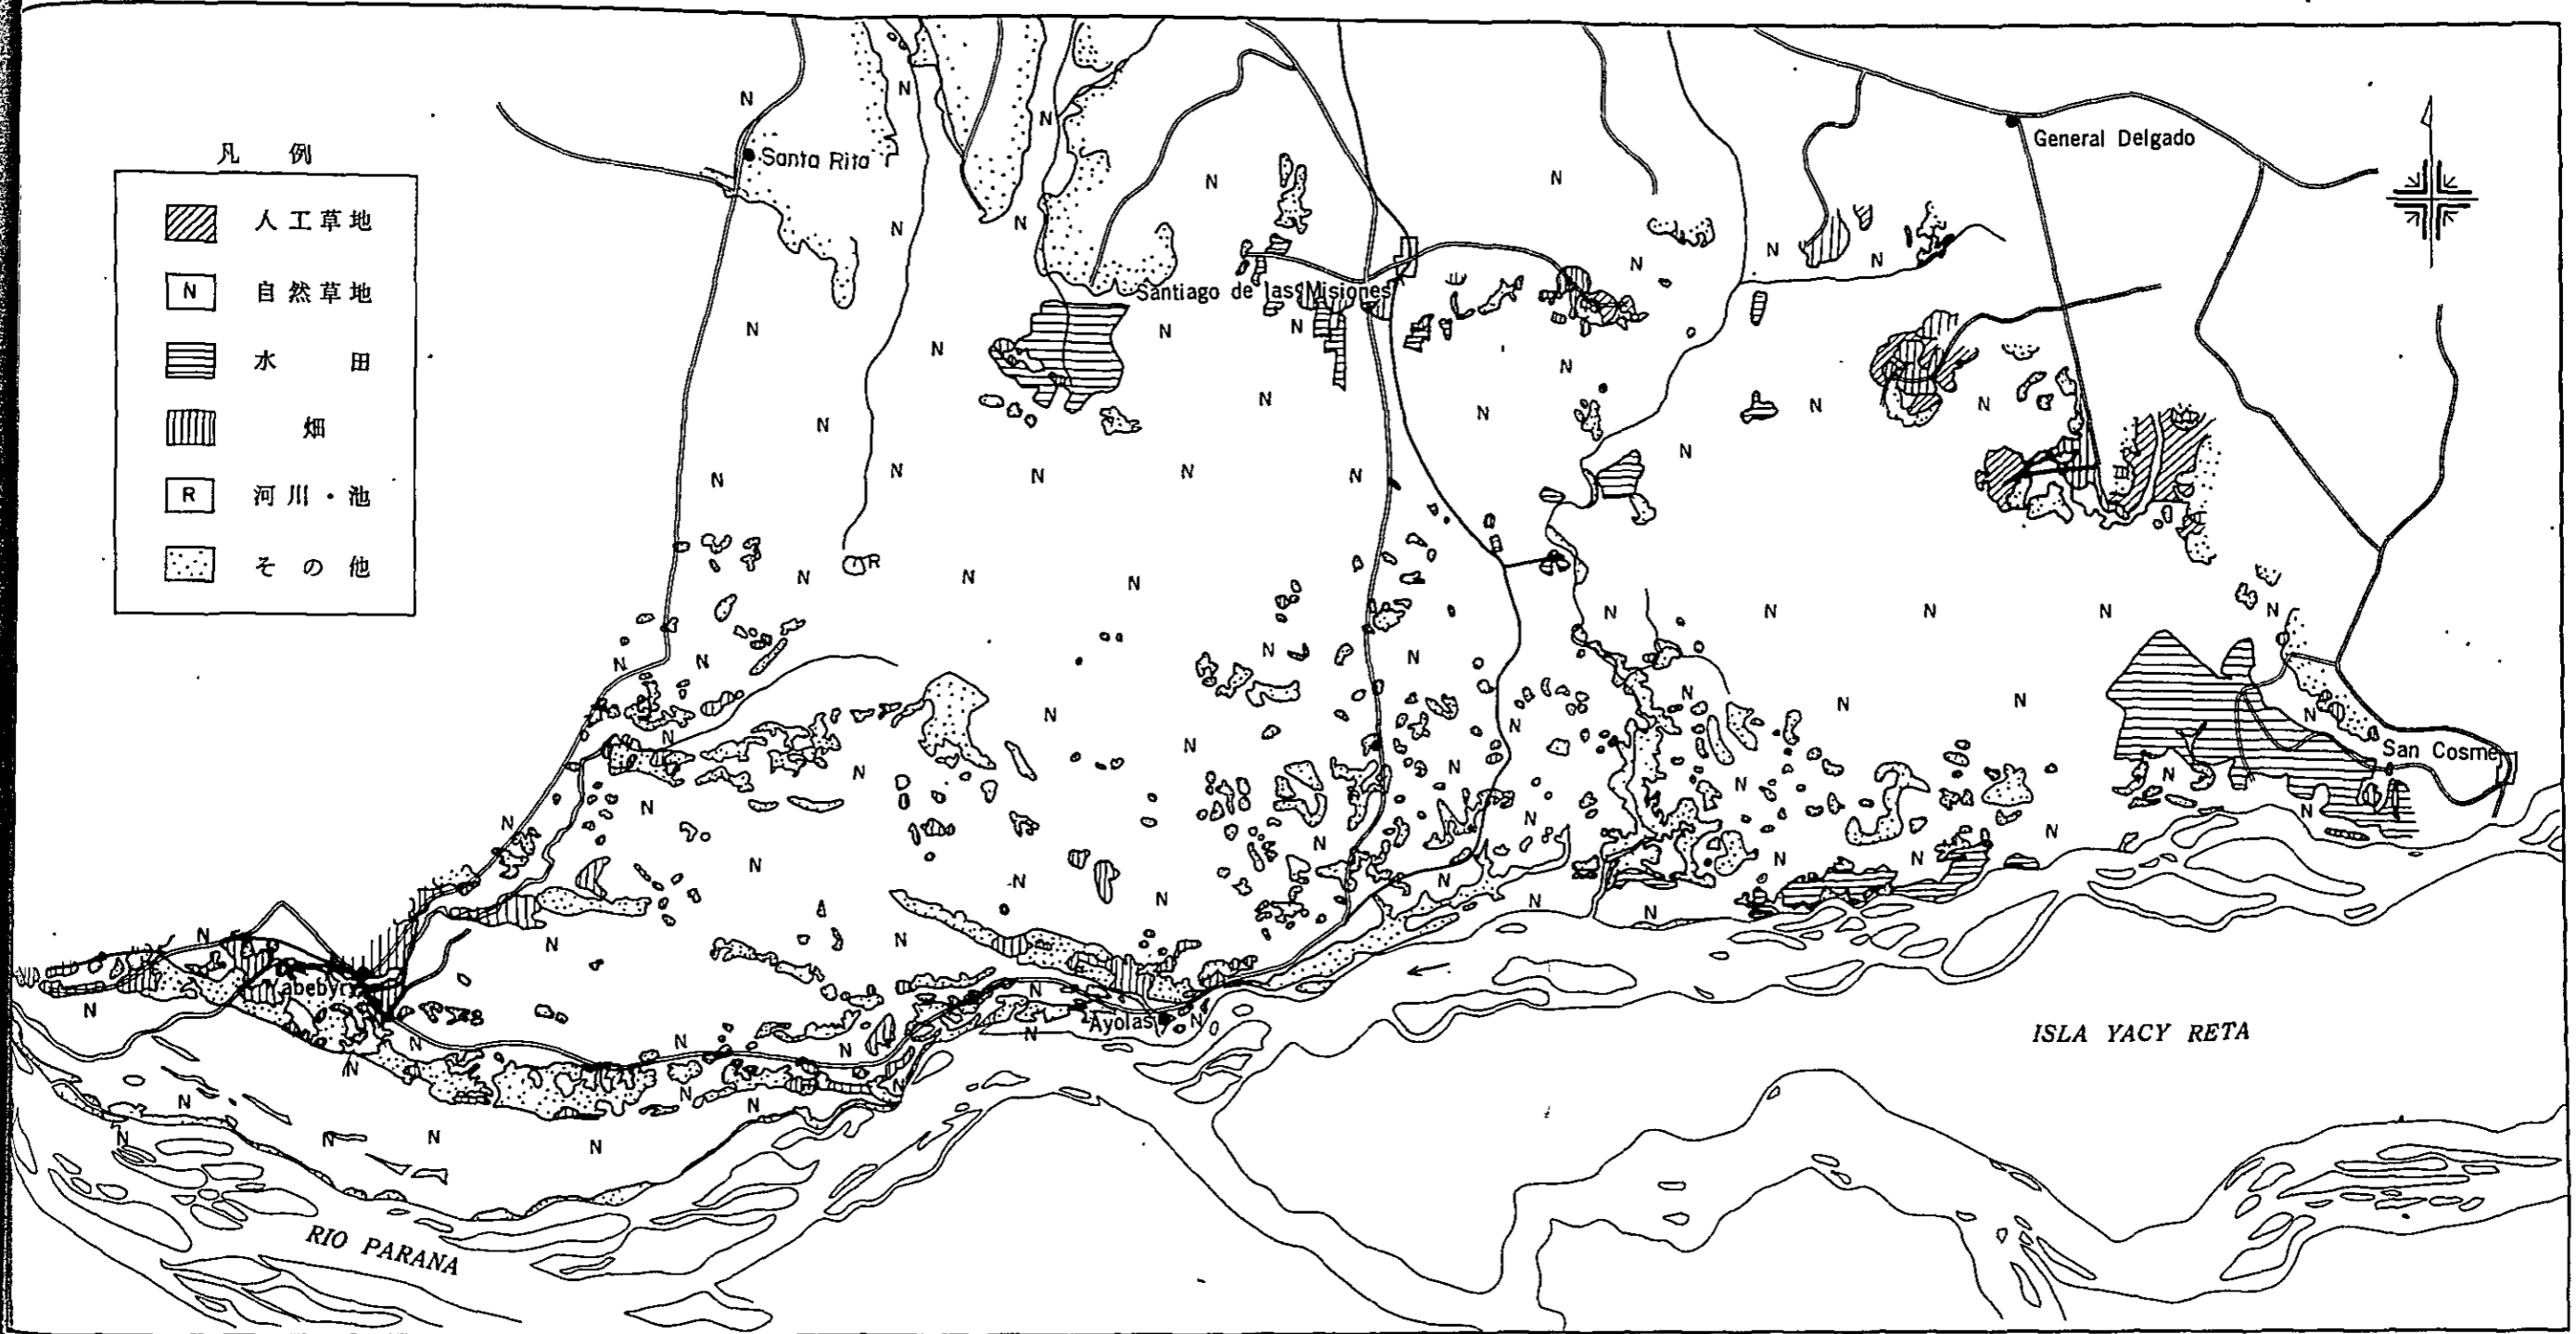 凡 例
人工草地
N 自然草地
水 田
畑
R 河川・池
その他
Santa Rita
General Delgado
Santiago de las Misiones
R
San Cosme
Yabebyry
Ayolas
ISLA YACY RETA
RIO PARANA
N